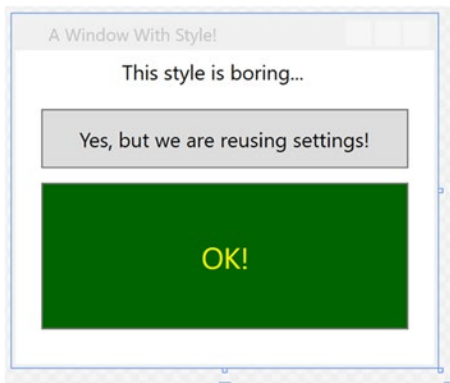 A Window With Style!
This style is boring...
Yes, but we are reusing settings!
OK!